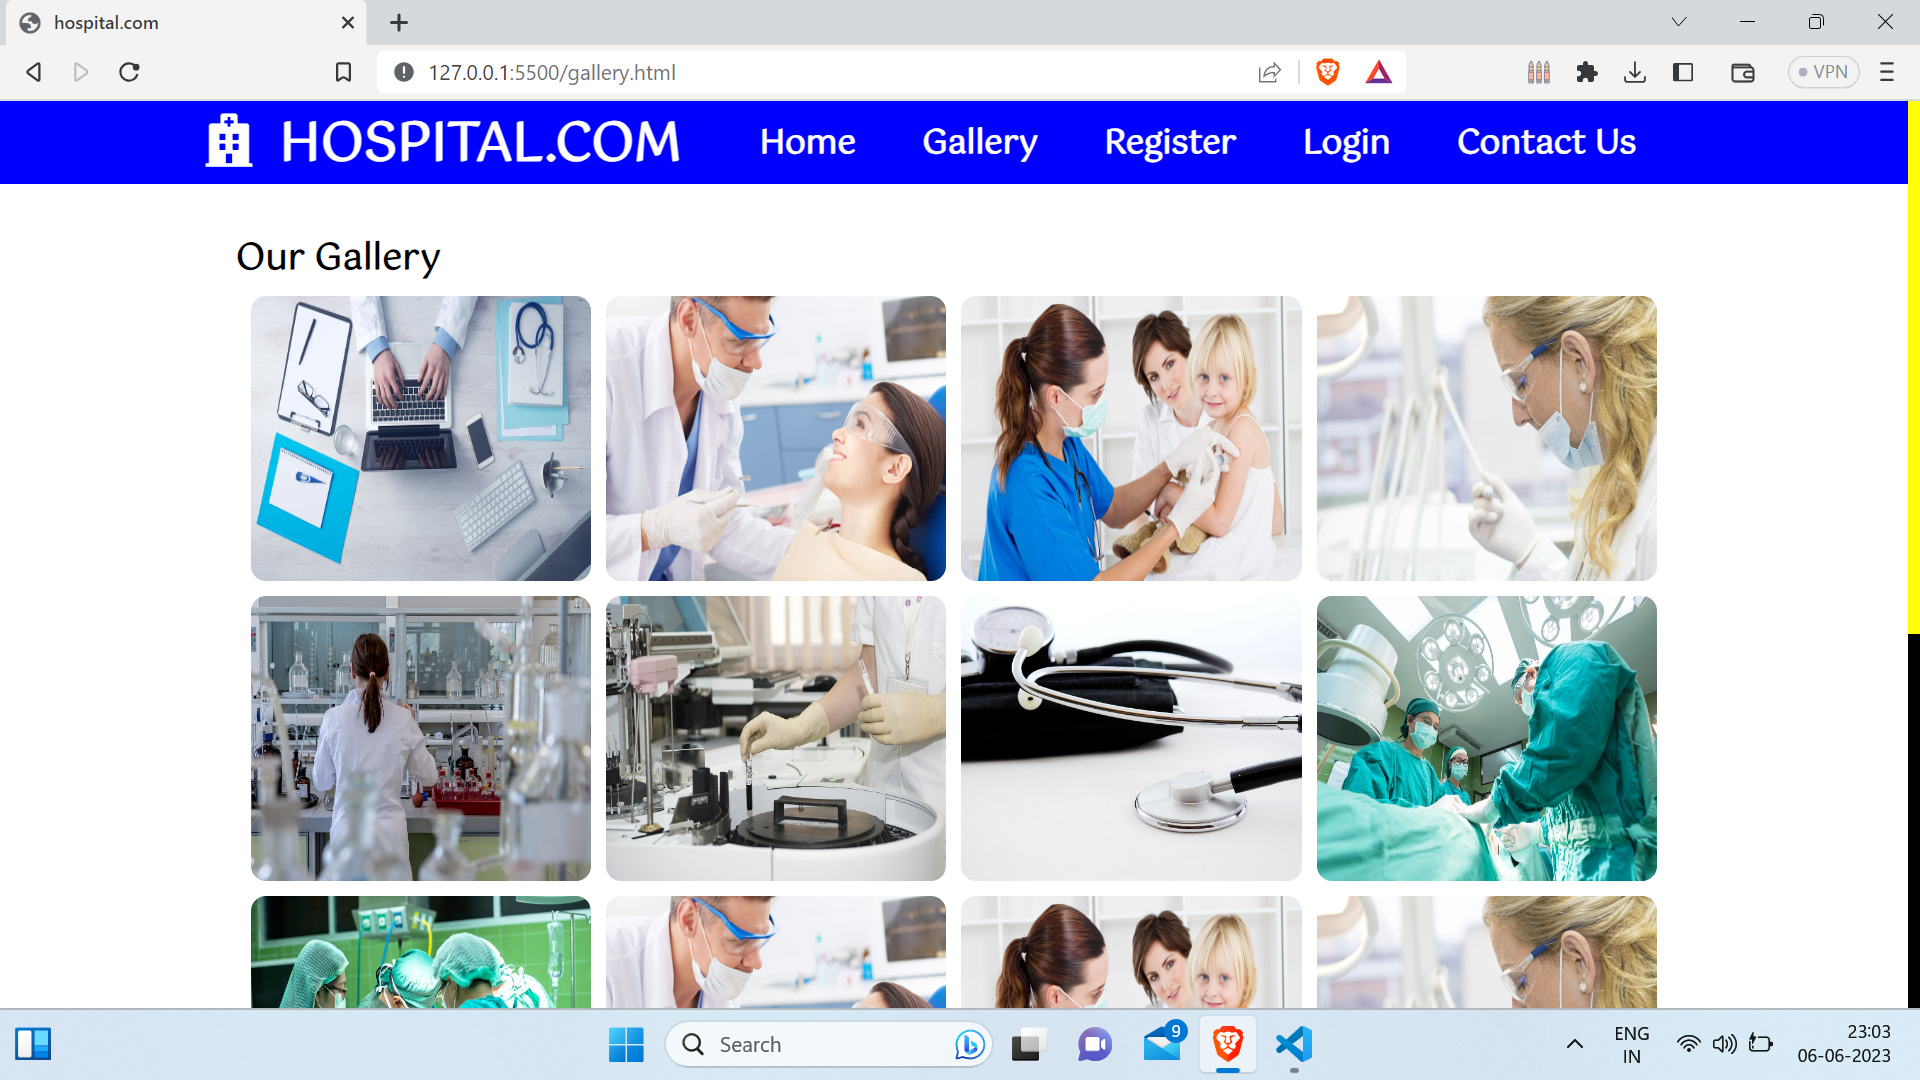 hospital.com
127.0.0.1:5500/gallery.html
VPN
HOSPITAL.COM
Home
Gallery
Register
Login
Contact Us
Our Gallery
Search
9
ENG
IN
23:03
06-06-2023